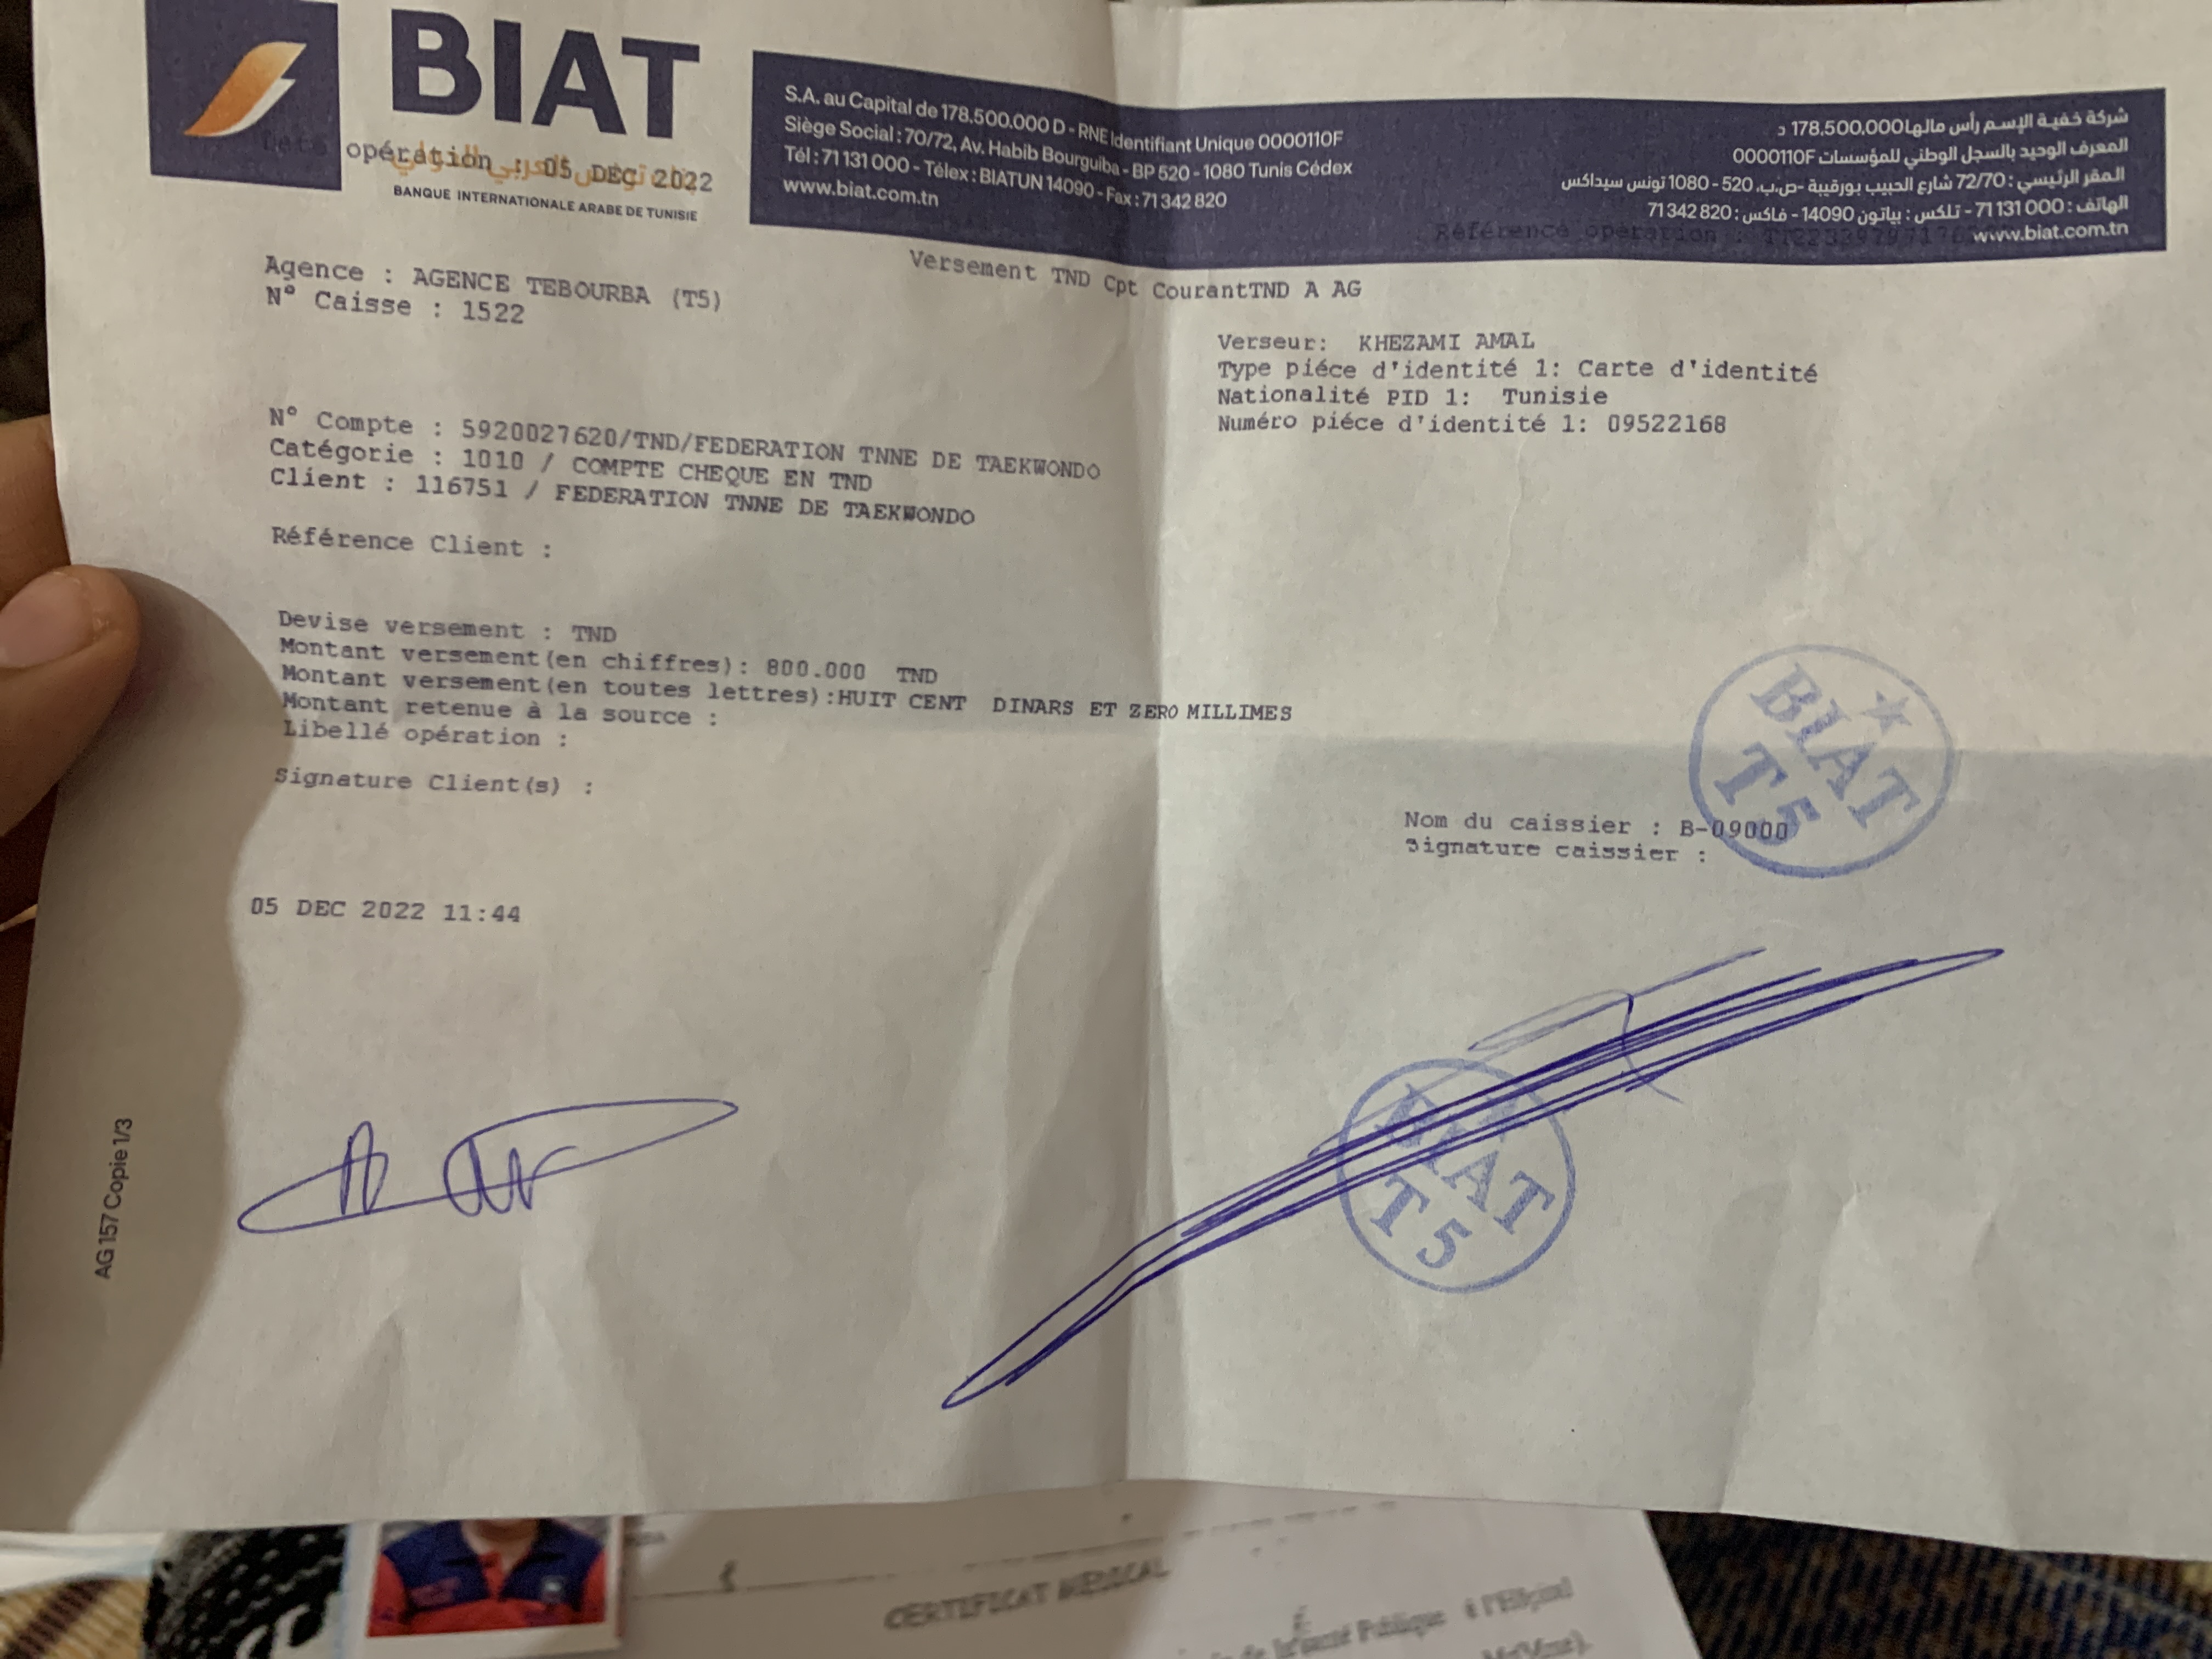 BIAT
opération : 05 DEC 2022
BANQUE INTERNATIONALE ARABE DE TUNISIE
S.A. au Capital de 178.500.000 D - RNE Identifiant Unique 0000110F
Siège Social : 70/72, Av. Habib Bourguiba - BP 520 - 1080 Tunis Cédex
Tél : 71 131 000 - Télex : BIATUN 14090 - Fax : 71 342 820
www.biat.com.tn
شركة خفية الإسم رأس مالها 178.500.000 د
المعرف الوحيد بالسجل الوطني للمؤسسات 0000110F
المقر الرئيسي : 72/70 شارع الحبيب بورقيبة -ص.ب. 520 - 1080 تونس سيداكس
الهاتف : 000 131 71 - تلكس : بياتون 14090 - فاكس : 820 342 71
www.biat.com.tn
Référence opération :
Versement TND Cpt CourantTND A AG
Agence : AGENCE TEBOURBA (T5)
N° Caisse : 1522
Verseur: KHEZAMI AMAL
Type piéce d'identité 1: Carte d'identité
Nationalité PID 1: Tunisie
Numéro piéce d'identité 1: 09522168
N° Compte : 5920027620/TND/FEDERATION TNNE DE TAEKWONDO
Catégorie : 1010 / COMPTE CHEQUE EN TND
Client : 116751 / FEDERATION TNNE DE TAEKWONDO
Référence Client :
Devise versement : TND
Montant versement(en chiffres): 800.000 TND
Montant versement(en toutes lettres):HUIT CENT DINARS ET ZERO MILLIMES
Montant retenue à la source :
Libellé opération :
Signature Client(s) :
BIAT
T5
Nom du caissier : B-09000
Signature caissier :
05 DEC 2022 11:44
BIAT
T5
AG 157 Copie 1/3
CERTIFICAT MEDICAL
Publique à l'Hôpital